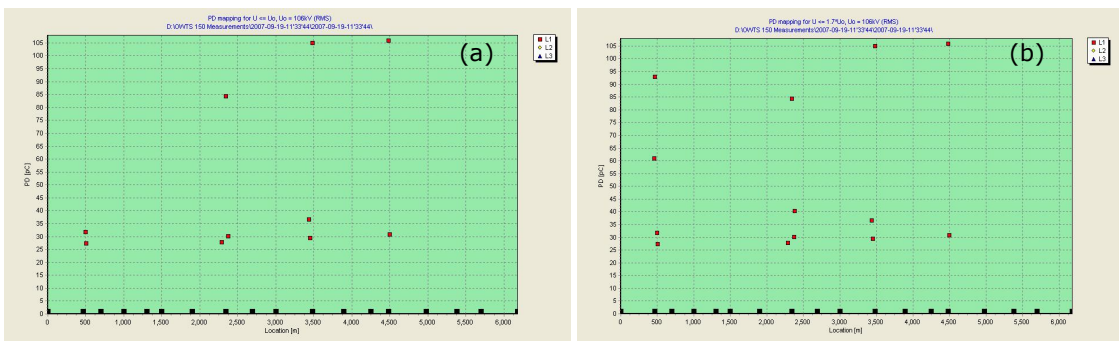 PD mapping for U <= Uo, Uo = 106kV (RMS)
D:\OWTS 150 Measurements\2007-09-19-11'33'44\2007-09-19-11'33'44\
(a)
L1
L2
L3
PD [pC]
105
100
95
90
85
80
75
70
65
60
55
50
45
40
35
30
25
20
15
10
5
0
0 500 1,000 1,500 2,000 2,500 3,000 3,500 4,000 4,500 5,000 5,500 6,000
Location [m]
PD mapping for U <= 1.7*Uo, Uo = 106kV (RMS)
D:\OWTS 150 Measurements\2007-09-19-11'33'44\2007-09-19-11'33'44\
(b)
L1
L2
L3
PD [pC]
105
100
95
90
85
80
75
70
65
60
55
50
45
40
35
30
25
20
15
10
5
0
0 500 1,000 1,500 2,000 2,500 3,000 3,500 4,000 4,500 5,000 5,500 6,000
Location [m]